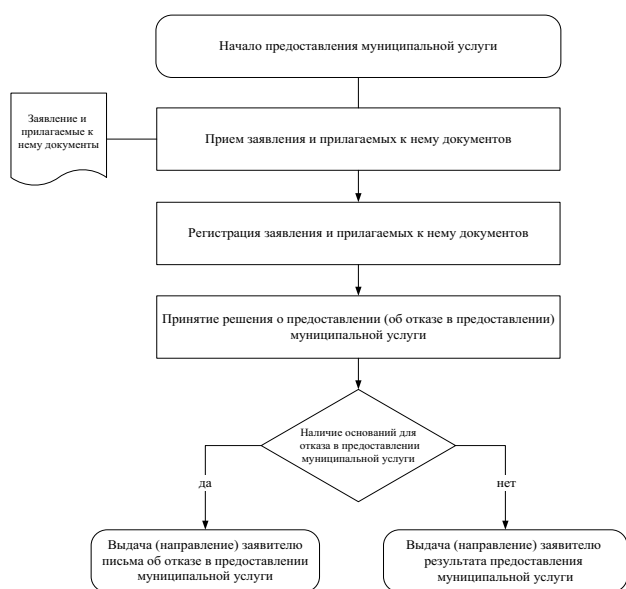 Начало предоставления муниципальной услуги
Заявление и
прилагаемые к
нему документы
Прием заявления и прилагаемых к нему документов
Регистрация заявления и прилагаемых к нему документов
Принятие решения о предоставлении (об отказе в предоставлении)
муниципальной услуги
Наличие оснований для
отказа в предоставлении
муниципальной услуги
да
нет
Выдача (направление) заявителю
письма об отказе в предоставлении
муниципальной услуги
Выдача (направление) заявителю
результата предоставления
муниципальной услуги